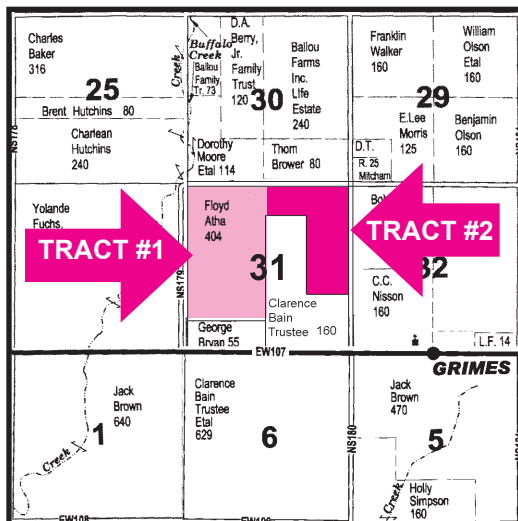 Charles
Baker
316
25
Brent Hutchins 80
Charlean
Hutchins
240
NS178
Creek
Buffalo
Creek
Ballou
Family
Tr. 73
D.A.
Berry,
Jr.
Family
Trust
120
30
Ballou
Farms
Inc.
Life
Estate
240
Dorothy
Moore
Etal 114
Thom
Brower 80
Franklin
Walker
160
William
Olson
Etal
160
29
E.Lee
Morris
125
Benjamin
Olson
160
D.T.
R. 25
Mitcham
Yolande
Fuchs,
TRACT #1
NS179
Floyd
Atha
404
31
Clarence
Bain
Trustee 160
George
Bryan 55
TRACT #2
32
C.C.
Nisson
160
L.F. 14
EW107
GRIMES
Jack
Brown
640
1
Creek
Clarence
Bain
Trustee
Etal
629
6
NS180
Jack
Brown
470
5
Creek
Holly
Simpson
160
EW108